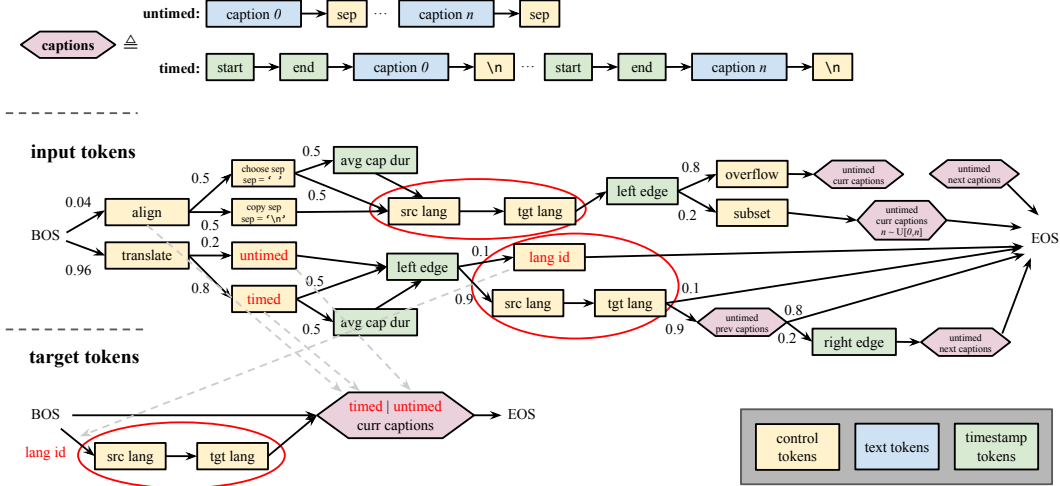 untimed: caption 0 sep ... caption n sep
captions ≜
timed: start end caption 0 \n ... start end caption n \n
input tokens
0.04
BOS
0.96
align
translate
0.5
0.5
0.2
0.8
choose sep
sep = ‘ ’
copy sep
sep = ‘\n’
untimed
timed
0.5
0.5
0.5
0.5
avg cap dur
src lang tgt lang
left edge
0.8
0.2
overflow
subset
untimed
curr captions
untimed
curr captions
n ~ U[0,n]
untimed
next captions
EOS
left edge
avg cap dur
0.1
0.9
lang id
src lang tgt lang
0.1
0.9
untimed
prev captions
0.8
0.2
right edge
untimed
next captions
target tokens
BOS
lang id
src lang tgt lang
timed | untimed
curr captions
EOS
control
tokens
text tokens
timestamp
tokens